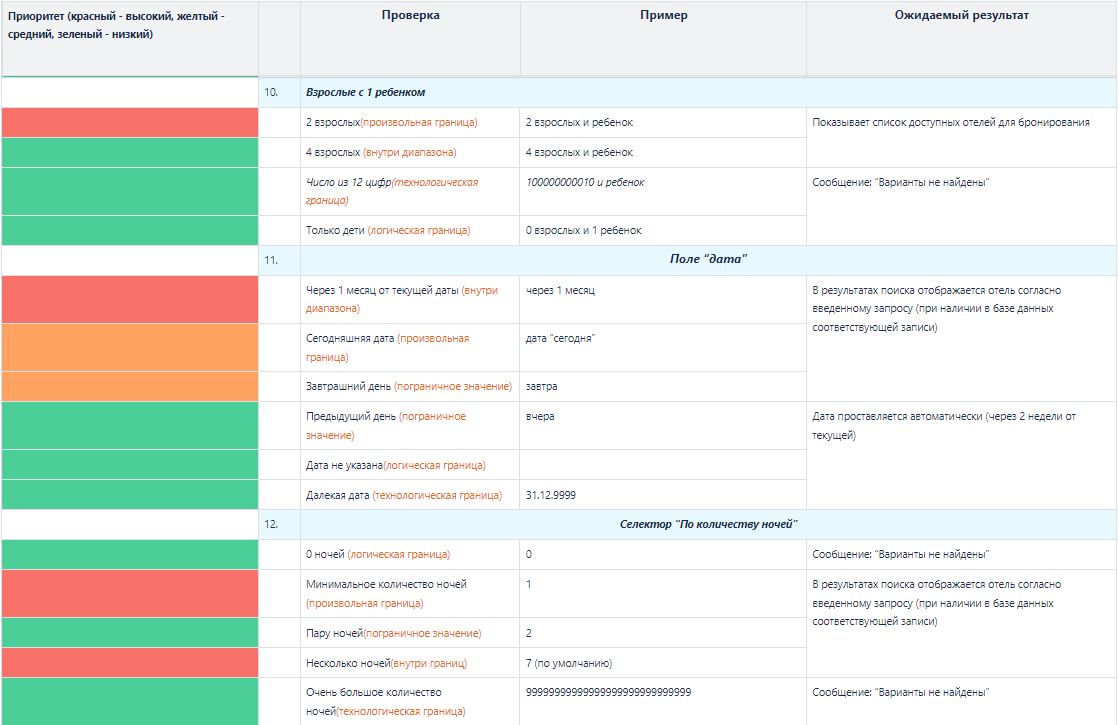 Приоритет (красный - высокий, желтый -
средний, зеленый - низкий)
Проверка
Пример
Ожидаемый результат
10.
Взрослые с 1 ребенком
2 взрослых(произвольная граница)
2 взрослых и ребенок
Показывает список доступных отелей для бронирования
4 взрослых (внутри диапазона)
4 взрослых и ребенок
Число из 12 цифр(технологическая
граница)
100000000010 и ребенок
Сообщение: “Варианты не найдены”
Только дети (логическая граница)
0 взрослых и 1 ребенок
11.
Поле “дата”
Через 1 месяц от текущей даты (внутри
диапазона)
через 1 месяц
В результатах поиска отображается отель согласно
введенному запросу (при наличии в базе данных
соответствующей записи)
Сегодняшняя дата (произвольная
граница)
дата “сегодня”
Завтрашний день (пограничное значение)
завтра
Предыдущий день (пограничное
значение)
вчера
Дата проставляется автоматически (через 2 недели от
текущей)
Дата не указана(логическая граница)
Далекая дата (технологическая граница)
31.12.9999
12.
Селектор “По количеству ночей”
0 ночей (логическая граница)
0
Сообщение: “Варианты не найдены”
Минимальное количество ночей
(произвольная граница)
1
В результатах поиска отображается отель согласно
введенному запросу (при наличии в базе данных
соответствующей записи)
Пару ночей(пограничное значение)
2
Несколько ночей(внутри границ)
7 (по умолчанию)
Очень большое количество
ночей(технологическая граница)
99999999999999999999999999999
Сообщение: “Варианты не найдены”